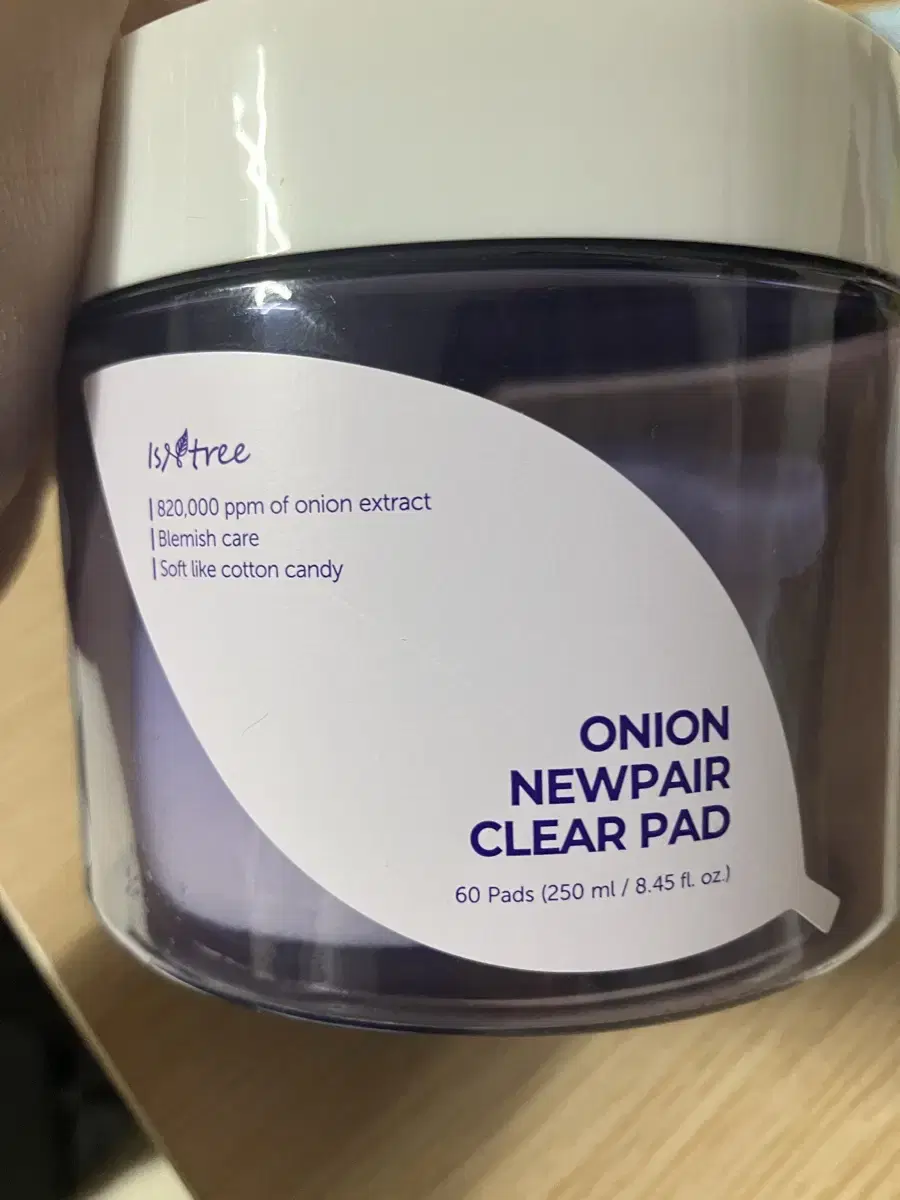 Isntree
820,000 ppm of onion extract
Blemish care
Soft like cotton candy
ONION
NEWPAIR
CLEAR PAD
60 Pads (250 ml / 8.45 fl. oz.)